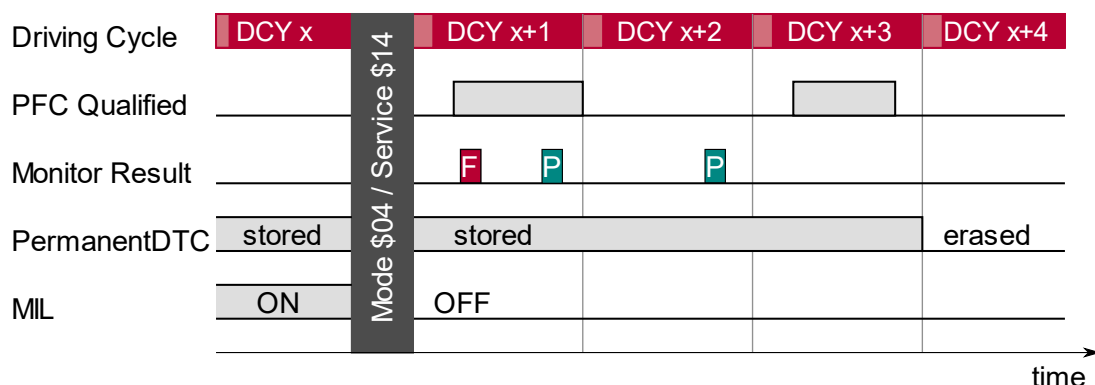 Driving Cycle DCY x DCY x+1 DCY x+2 DCY x+3 DCY x+4
PFC Qualified
Mode $04 / Service $14
Monitor Result F P P
PermanentDTC stored stored erased
MIL ON OFF
time